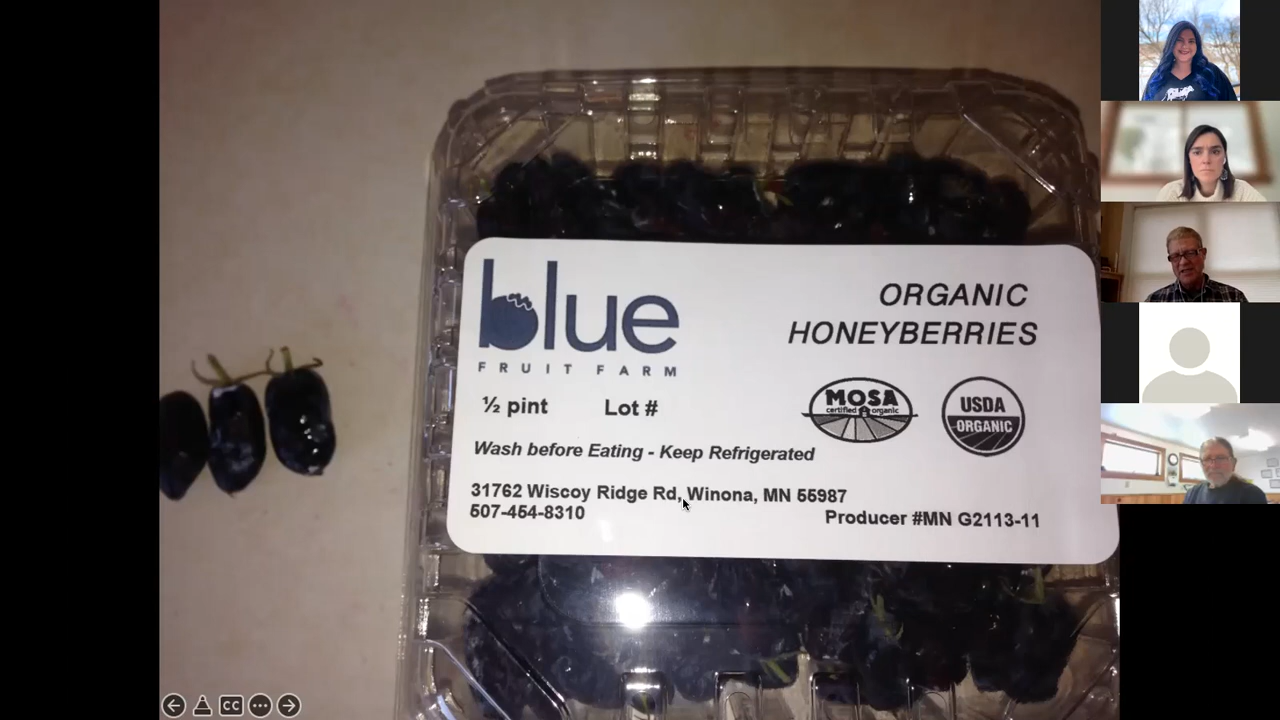 blue
FRUIT FARM
ORGANIC
HONEYBERRIES
½ pint Lot #
MOSA
certified organic
USDA
ORGANIC
Wash before Eating - Keep Refrigerated
31762 Wiscoy Ridge Rd, Winona, MN 55987
507-454-8310
Producer #MN G2113-11
CC